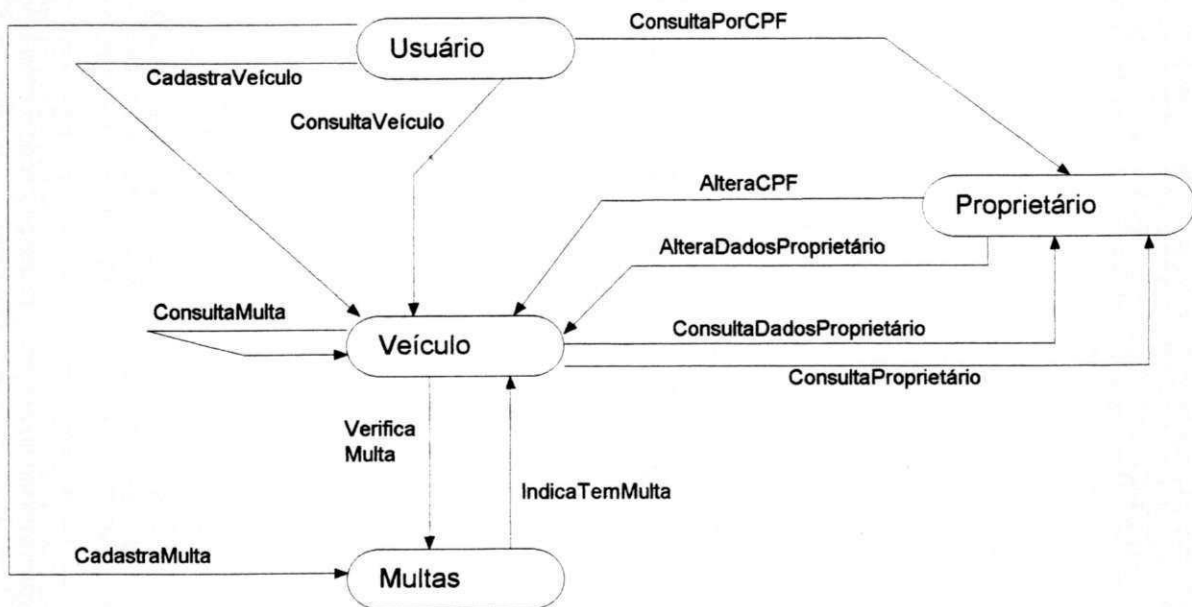 ConsultaPorCPF
Usuário
CadastraVeículo
ConsultaVeículo
AlteraCPF
Proprietário
AlteraDadosProprietário
ConsultaMulta
Veículo
ConsultaDadosProprietário
ConsultaProprietário
Verifica
Multa
IndicaTemMulta
CadastraMulta
Multas